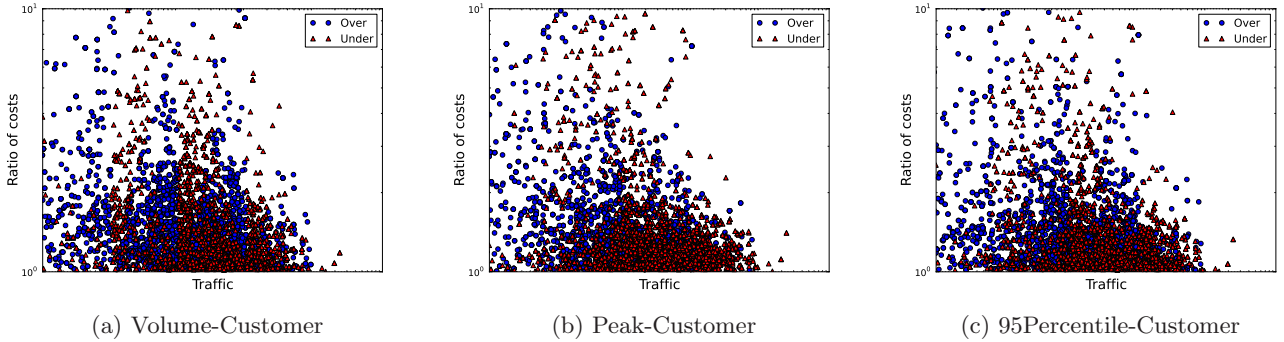 10¹
Over
Under
Ratio of costs
10⁰
Traffic
(a) Volume-Customer
10¹
Over
Under
Ratio of costs
10⁰
Traffic
(b) Peak-Customer
10¹
Over
Under
Ratio of costs
10⁰
Traffic
(c) 95Percentile-Customer